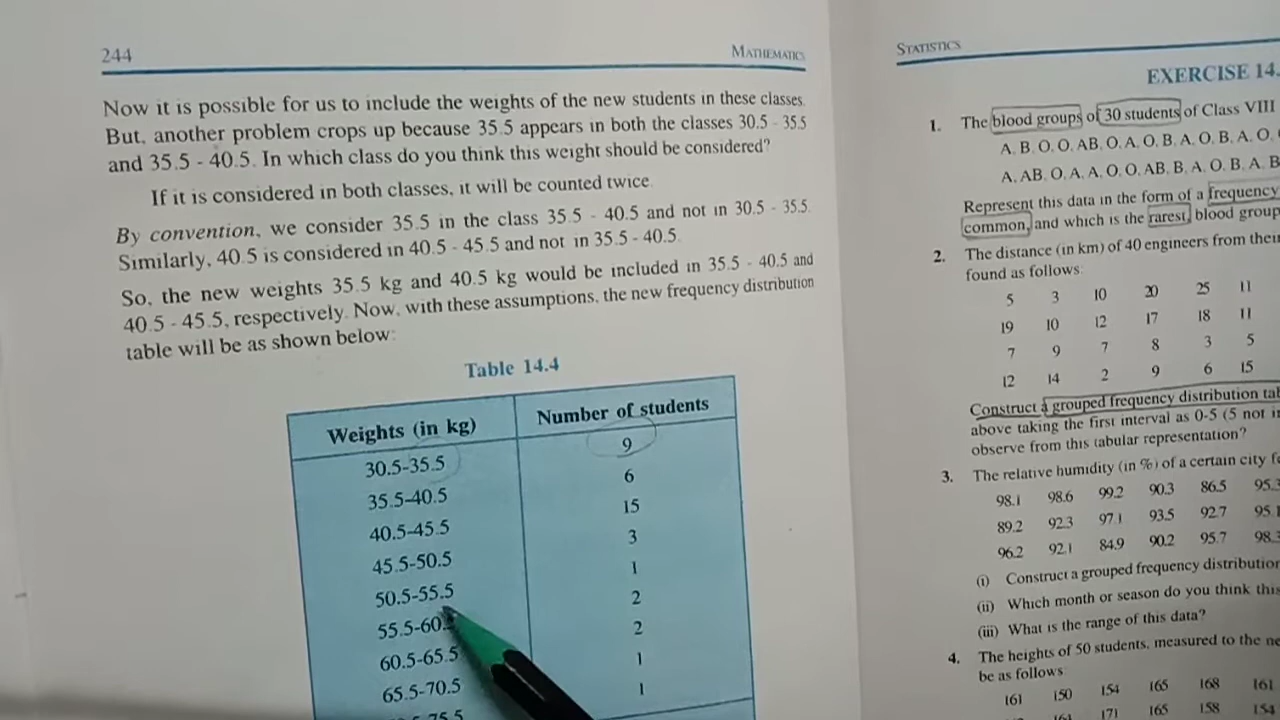 244
MATHEMATICS
Now it is possible for us to include the weights of the new students in these classes.
But, another problem crops up because 35.5 appears in both the classes 30.5 - 35.5
and 35.5 - 40.5. In which class do you think this weight should be considered?
If it is considered in both classes, it will be counted twice.
By convention, we consider 35.5 in the class 35.5 - 40.5 and not in 30.5 - 35.5.
Similarly, 40.5 is considered in 40.5 - 45.5 and not in 35.5 - 40.5.
So, the new weights 35.5 kg and 40.5 kg would be included in 35.5 - 40.5 and
40.5 - 45.5, respectively. Now, with these assumptions, the new frequency distribution
table will be as shown below:
Table 14.4
Weights (in kg) Number of students
30.5-35.5 9
35.5-40.5 6
40.5-45.5 15
45.5-50.5 3
50.5-55.5 1
55.5-60. 2
60.5-65.5 2
65.5-70.5 1
75.5 1
STATISTICS
EXERCISE 14.
1. The blood groups of 30 students of Class VIII
A, B, O, O, AB, O, A, O, B, A, O, B, A, O,
A, AB, O, A, A, O, O, AB, B, A, O, B, A, B
Represent this data in the form of a frequency
common, and which is the rarest, blood group
2. The distance (in km) of 40 engineers from their
found as follows:
5 3 10 20 25 11
19 10 12 17 18 11
7 9 7 8 3 5
12 14 2 9 6 15
Construct a grouped frequency distribution tab
above taking the first interval as 0-5 (5 not in
observe from this tabular representation?
3. The relative humidity (in %) of a certain city f
98.1 98.6 99.2 90.3 86.5 95.3
89.2 92.3 97.1 93.5 92.7 95.1
96.2 92.1 84.9 90.2 95.7 98.3
(i) Construct a grouped frequency distribution
(ii) Which month or season do you think this
(iii) What is the range of this data?
4. The heights of 50 students, measured to the ne
be as follows:
161 150 154 165 168 161
161 171 165 158 154